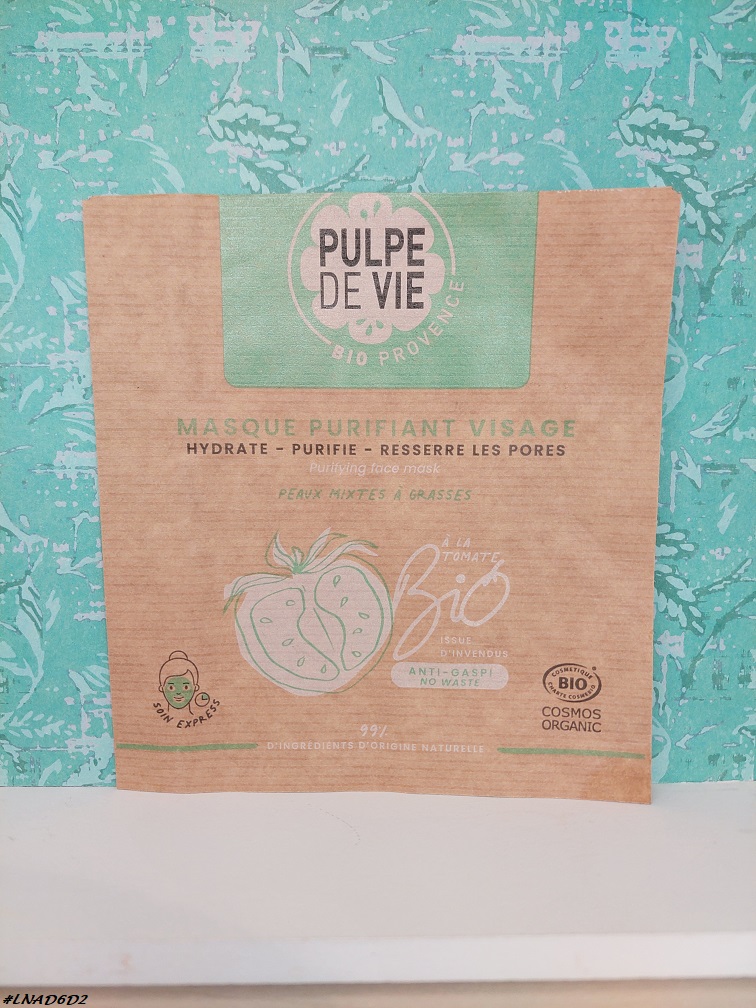 PULPE
DE VIE
BIO PROVENCE
MASQUE PURIFIANT VISAGE
HYDRATE - PURIFIE - RESSERRE LES PORES
Purifying face mask
PEAUX MIXTES À GRASSES
À LA
TOMATE
Bio
ISSUE
D'INVENDUS
ANTI-GASPI
NO WASTE
SOIN EXPRESS
COSMÉTIQUE
BIO
CHARTE COSMEBIO
COSMOS
ORGANIC
99%
D'INGRÉDIENTS D'ORIGINE NATURELLE
#LNAD6D2